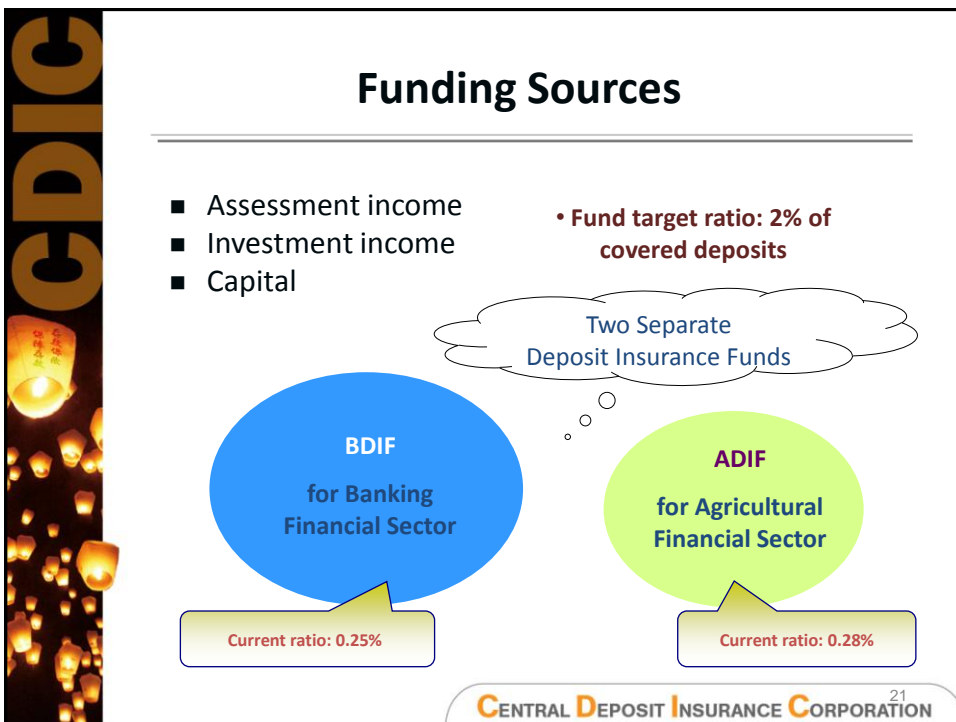 CDIC
Funding Sources
■ Assessment income
■ Investment income
■ Capital
• Fund target ratio: 2% of
covered deposits
Two Separate
Deposit Insurance Funds
BDIF
for Banking
Financial Sector
ADIF
for Agricultural
Financial Sector
Current ratio: 0.25%
Current ratio: 0.28%
21
CENTRAL DEPOSIT INSURANCE CORPORATION